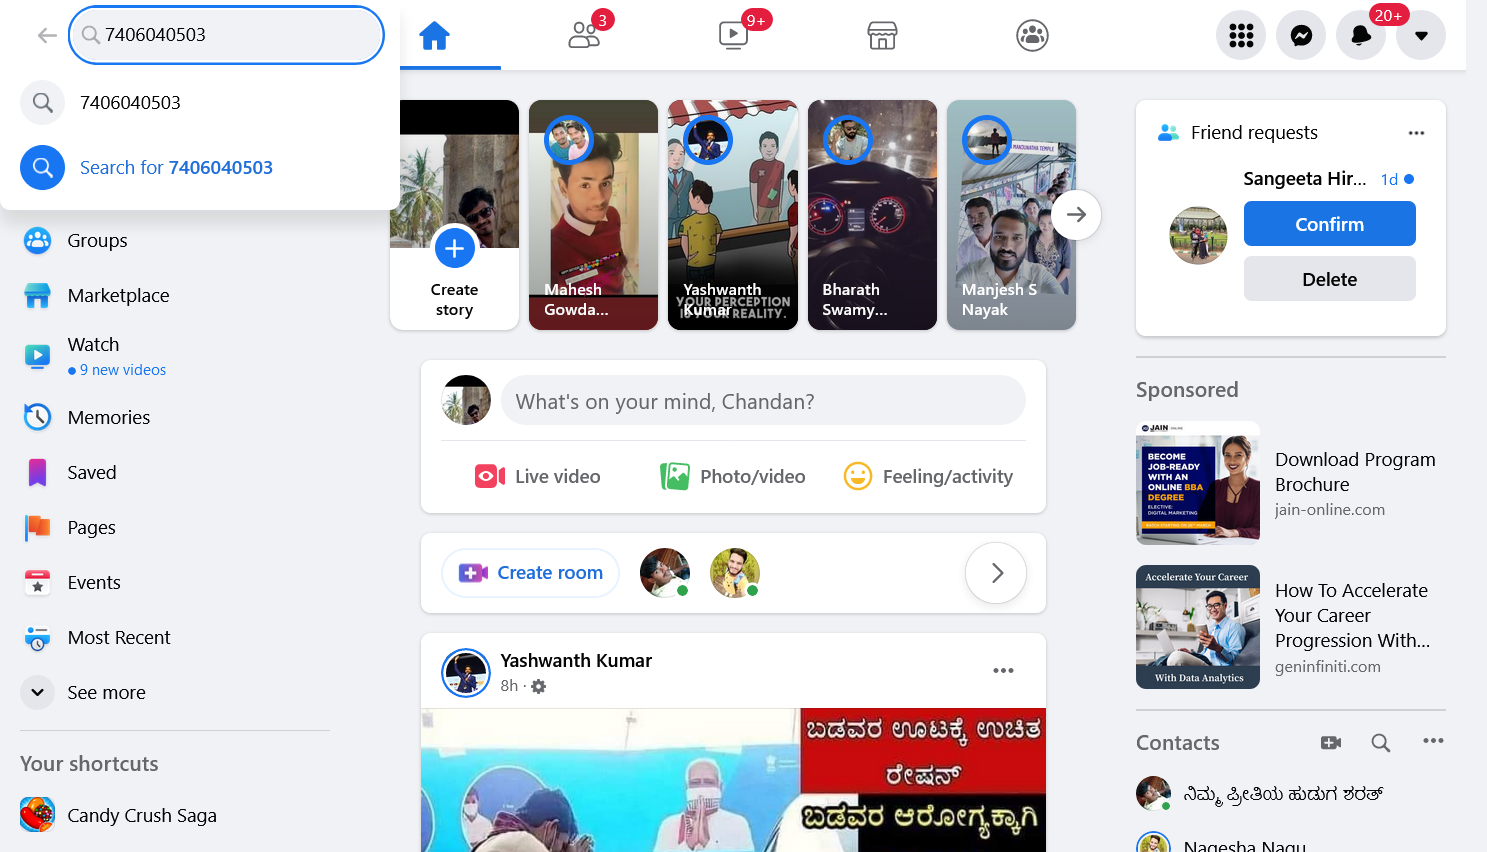 7406040503
3
9+
20+
7406040503
Search for 7406040503
Groups
Marketplace
Watch
9 new videos
Memories
Saved
Pages
Events
Most Recent
See more
Your shortcuts
Candy Crush Saga
Create
story
Mahesh
Gowda...
YOUR PERCEPTION
IS YOUR REALITY.
Yashwanth
Kumar
Bharath
Swamy...
MANJUNATHA TEMPLE
Manjesh S
Nayak
What's on your mind, Chandan?
Live video
Photo/video
Feeling/activity
Create room
Yashwanth Kumar
8h ·
ಬಡವರ ಊಟಕ್ಕೆ ಉಚಿತ
ರೇಷನ್
ಬಡವರ ಆರೋಗ್ಯಕ್ಕಾಗಿ
Friend requests
Sangeeta Hir... 1d
Confirm
Delete
Sponsored
JAIN ONLINE
BECOME
JOB-READY
WITH AN
ONLINE BBA
DEGREE
ELECTIVE:
DIGITAL MARKETING
Download Program
Brochure
jain-online.com
Accelerate Your Career
With Data Analytics
How To Accelerate
Your Career
Progression With...
geninfiniti.com
Contacts
ನಿಮ್ಮ ಪ್ರೀತಿಯ ಹುಡುಗ ಶರತ್
Nagesha Nagu